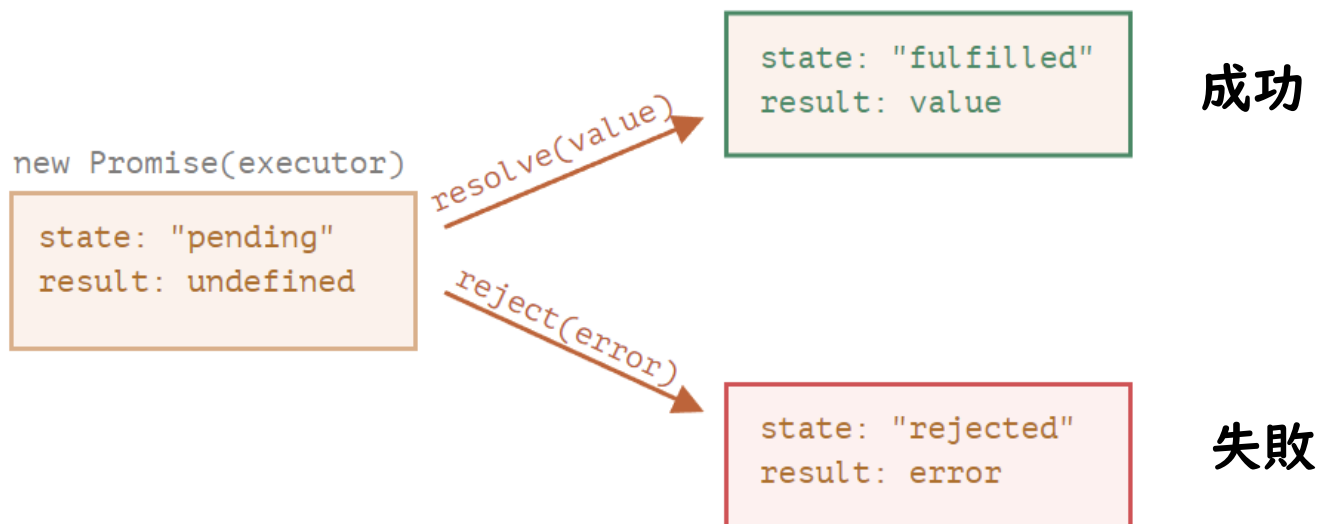 new Promise(executor)
state: "pending"
result: undefined
resolve(value)
state: "fulfilled"
result: value
成功
reject(error)
state: "rejected"
result: error
失敗